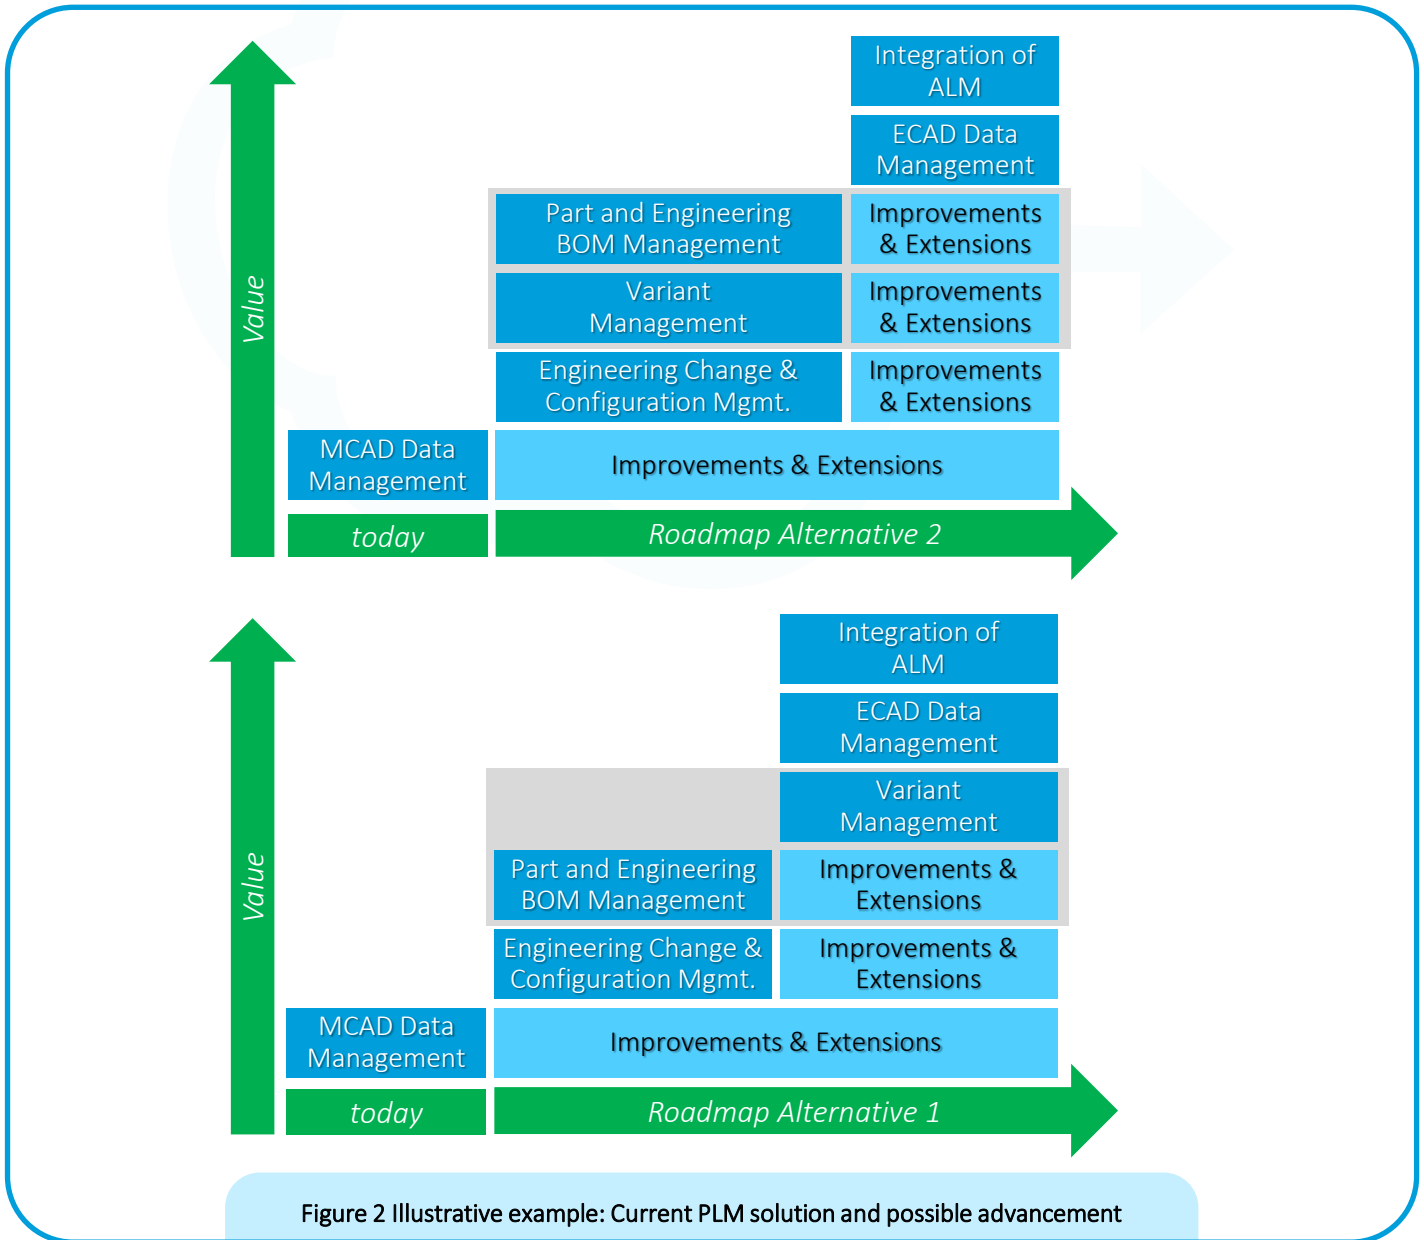 Integration of
ALM
ECAD Data
Management
Part and Engineering
BOM Management
Improvements
& Extensions
Variant
Management
Improvements
& Extensions
Engineering Change &
Configuration Mgmt.
Improvements
& Extensions
Value
MCAD Data
Management
Improvements & Extensions
today
Roadmap Alternative 2
Integration of
ALM
ECAD Data
Management
Variant
Management
Part and Engineering
BOM Management
Improvements &
Extensions
Engineering Change &
Configuration Mgmt.
Improvements &
Extensions
Value
MCAD Data
Management
Improvements & Extensions
today
Roadmap Alternative 1
Figure 2 Illustrative example: Current PLM solution and possible advancement